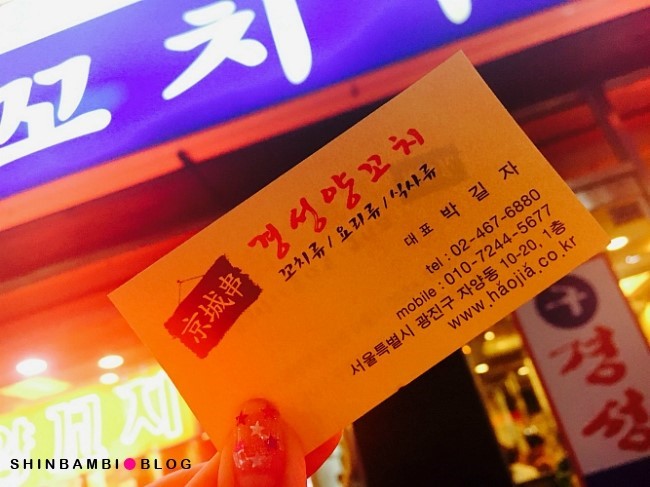 꼬치
경성양꼬치
꼬치류 / 요리류 / 식사류
京城串
대표 박길자
tel : 02-467-6880
mobile : 010-7244-5677
서울특별시 광진구 자양동 10-20, 1층
www.hǎojiǎ.co.kr
구
경성
SHINBAMBI●BLOG